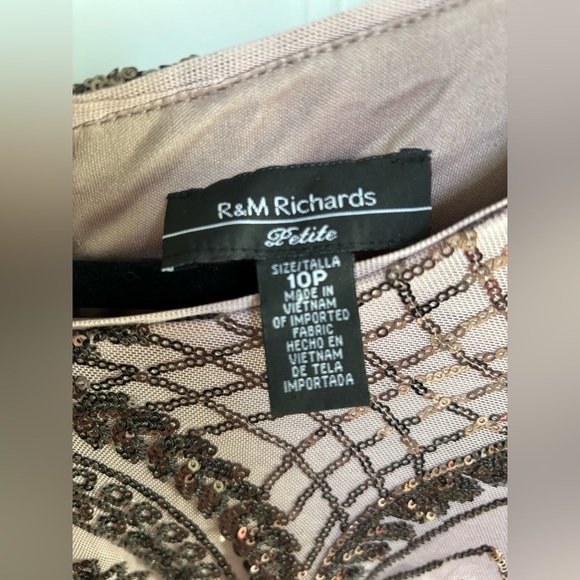 R&M Richards
Petite
SIZE/TALLA
10P
MADE IN
VIETNAM
OF IMPORTED
FABRIC
HECHO EN
VIETNAM
DE TELA
IMPORTADA